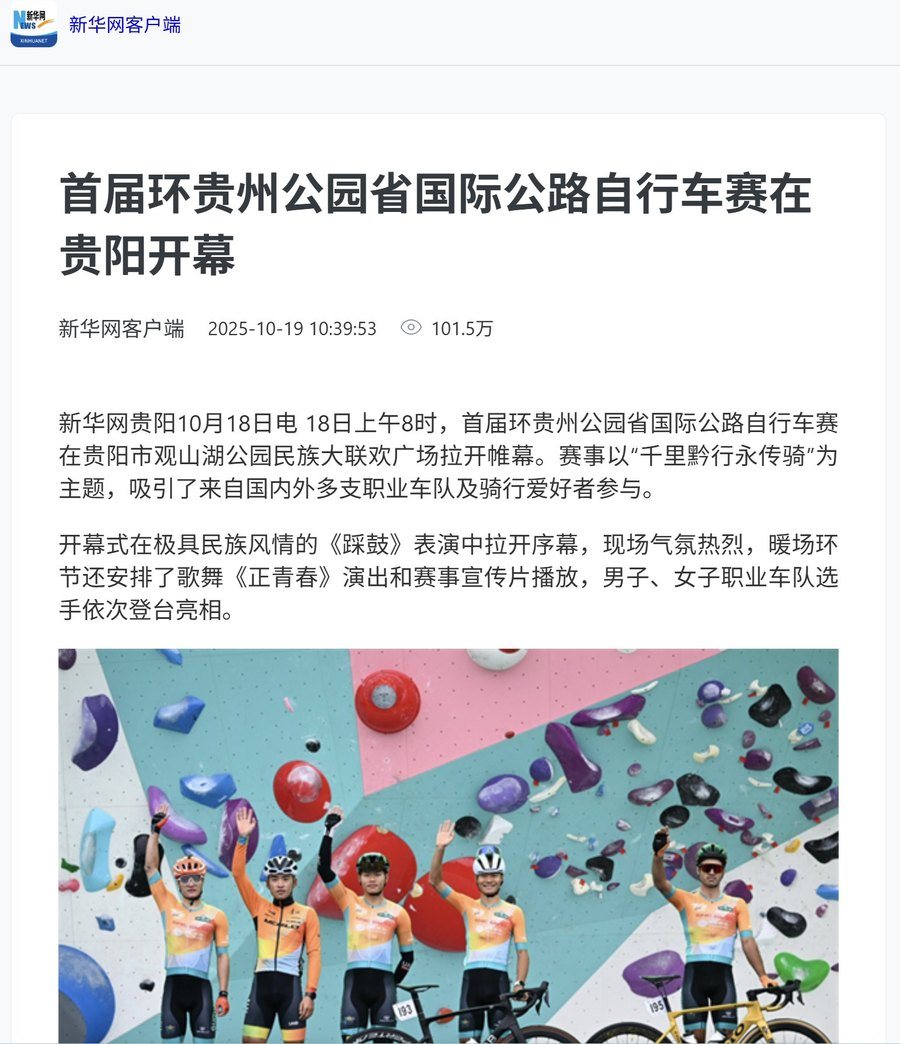 新华网
NEWS
XINHUANET
新华网客户端
首届环贵州公园省国际公路自行车赛在
贵阳开幕
新华网客户端 2025-10-19 10:39:53 101.5万
新华网贵阳10月18日电 18日上午8时，首届环贵州公园省国际公路自行车赛
在贵阳市观山湖公园民族大联欢广场拉开帷幕。赛事以“千里黔行永传骑”为
主题，吸引了来自国内外多支职业车队及骑行爱好者参与。
开幕式在极具民族风情的《踩鼓》表演中拉开序幕，现场气氛热烈，暖场环
节还安排了歌舞《正青春》演出和赛事宣传片播放，男子、女子职业车队选
手依次登台亮相。
193
195